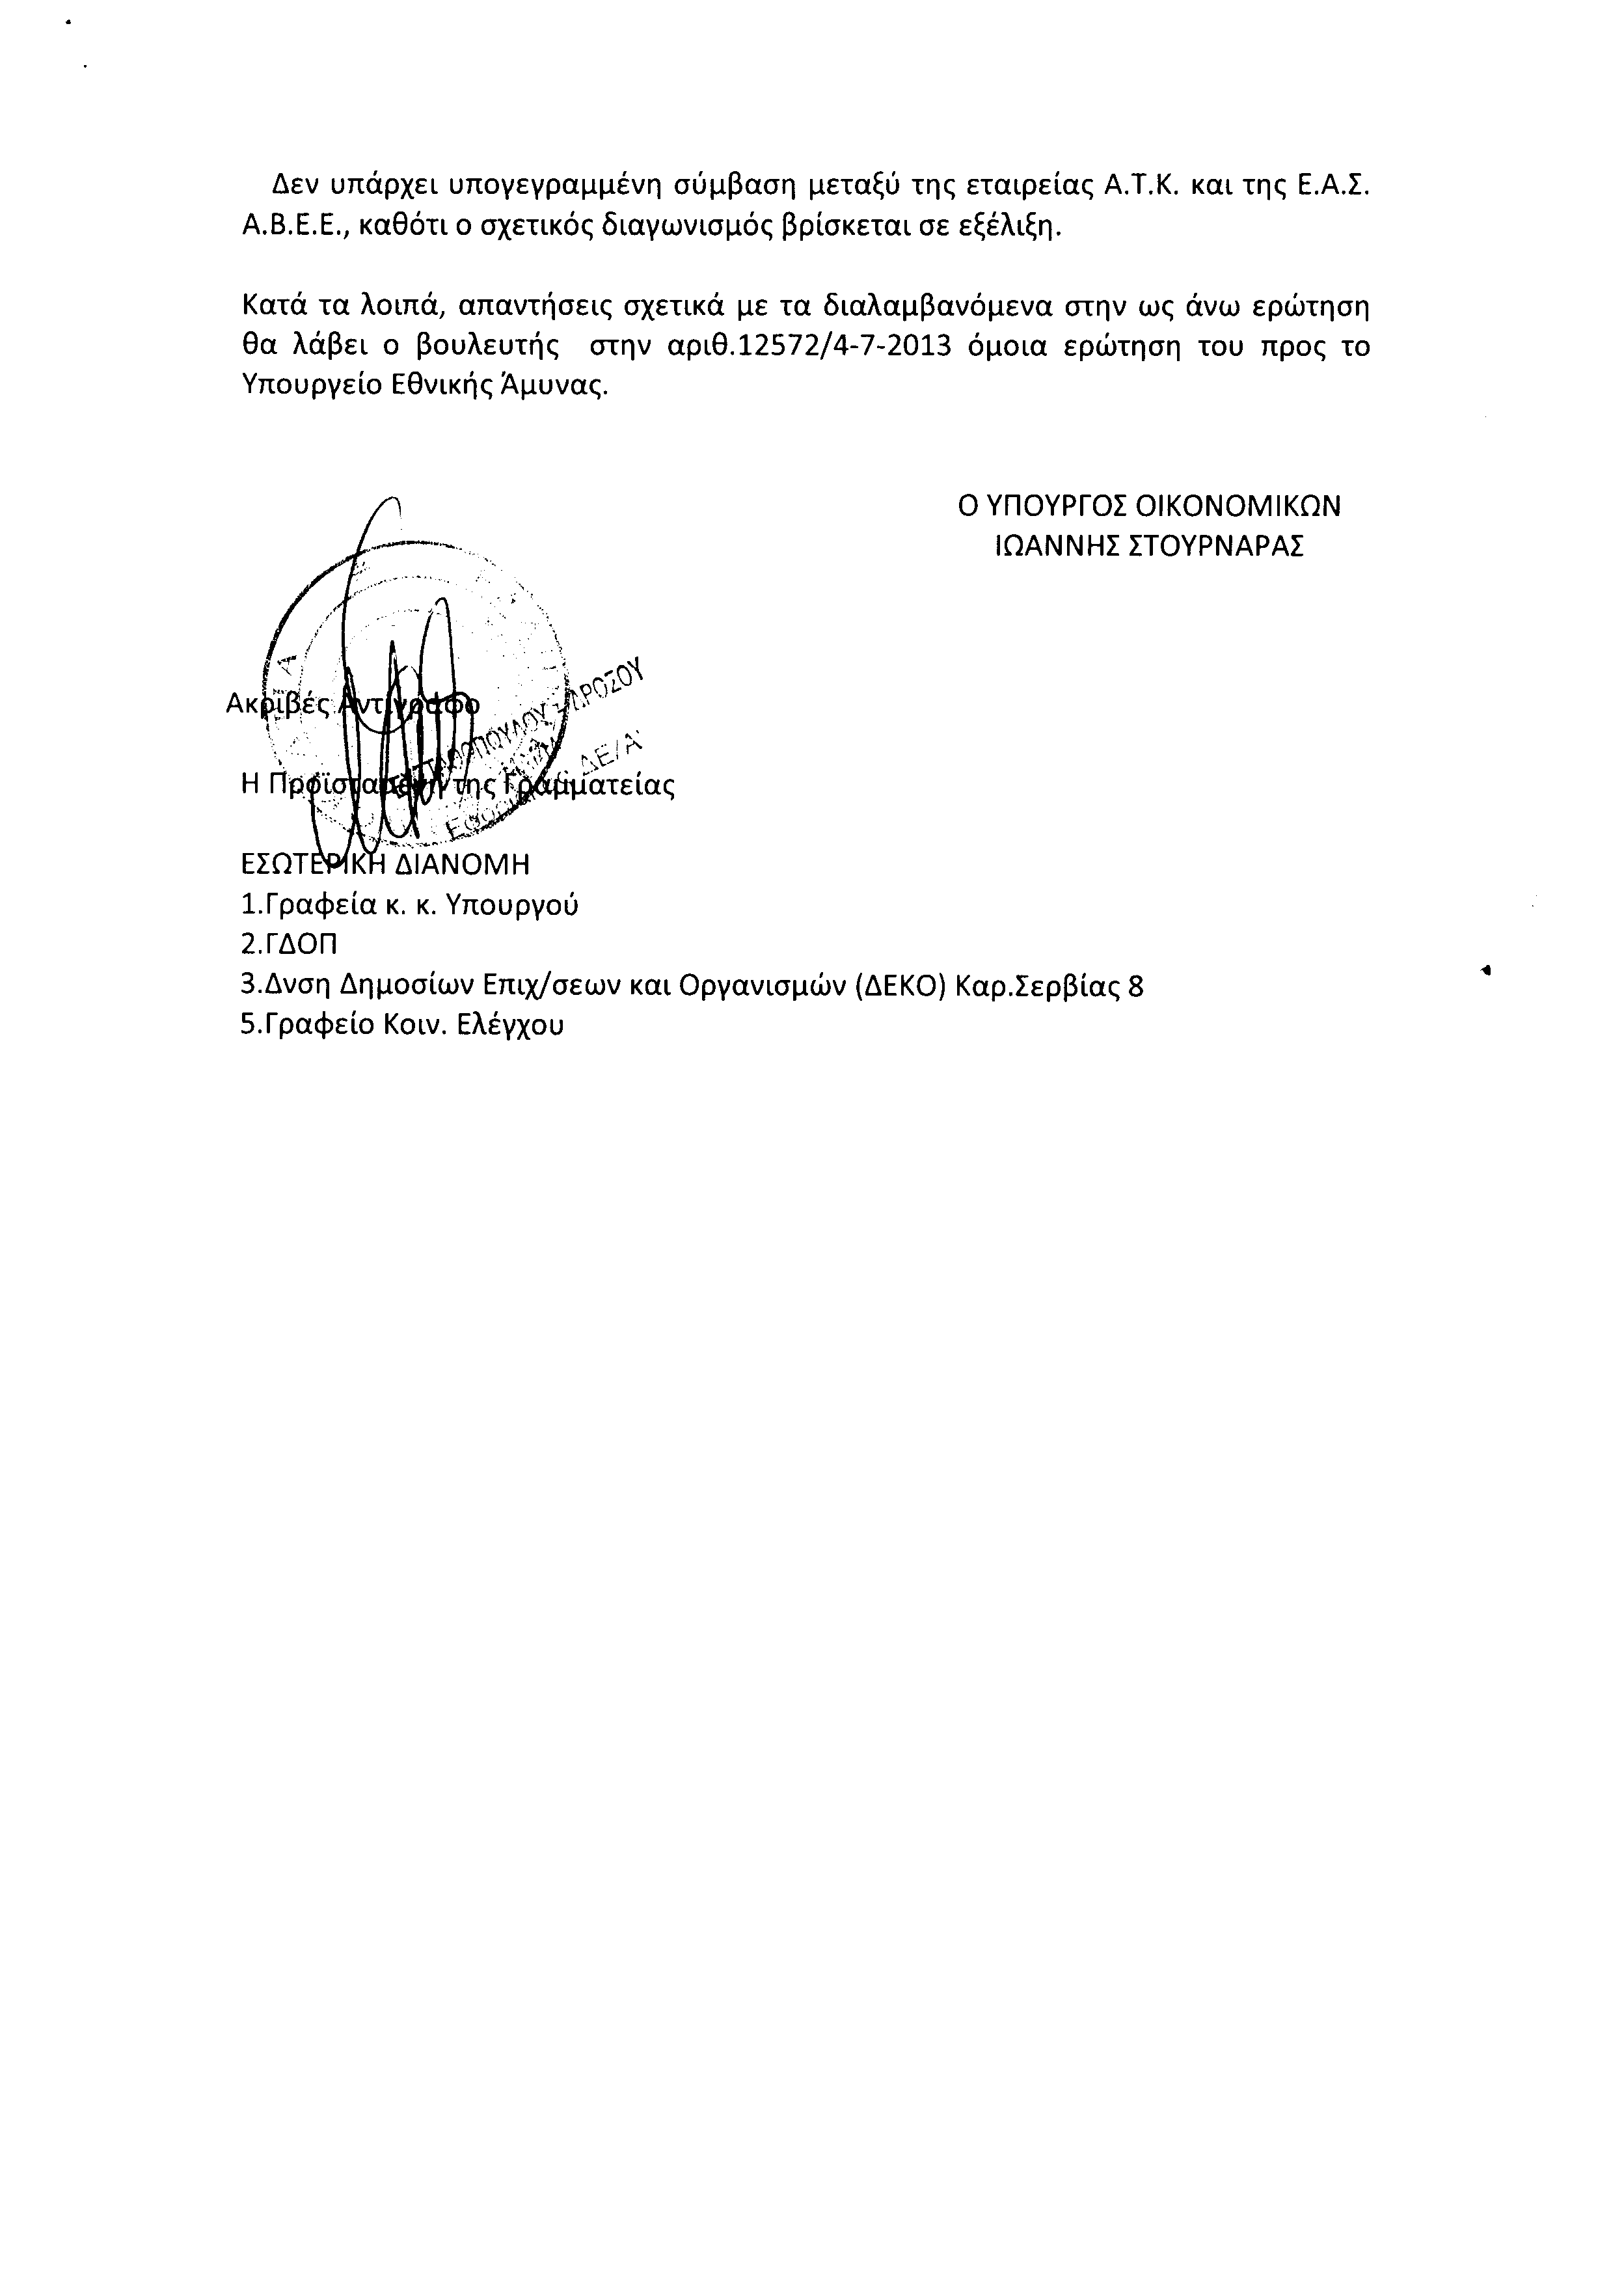 Δεν υπάρχει υπογεγραμμένη σύμβαση μεταξύ της εταιρείας Α.Τ.Κ. και της Ε.Α.Σ.
Α.Β.Ε.Ε., καθότι ο σχετικός διαγωνισμός βρίσκεται σε εξέλιξη.
Κατά τα λοιπά, απαντήσεις σχετικά με τα διαλαμβανόμενα στην ως άνω ερώτηση
θα λάβει ο βουλευτής στην αριθ.12572/4-7-2013 όμοια ερώτηση του προς το
Υπουργείο Εθνικής Άμυνας.
Ο ΥΠΟΥΡΓΟΣ ΟΙΚΟΝΟΜΙΚΩΝ
ΙΩΑΝΝΗΣ ΣΤΟΥΡΝΑΡΑΣ
Ακριβές Αντίγραφο
ΔΕ/Α'
Η Προϊσταμένη της Γραμματείας
ΕΣΩΤΕΡΙΚΗ ΔΙΑΝΟΜΗ
1.Γραφεία κ. κ. Υπουργού
2.ΓΔΟΠ
3.Δνση Δημοσίων Επιχ/σεων και Οργανισμών (ΔΕΚΟ) Καρ.Σερβίας 8
5.Γραφείο Κοιν. Ελέγχου